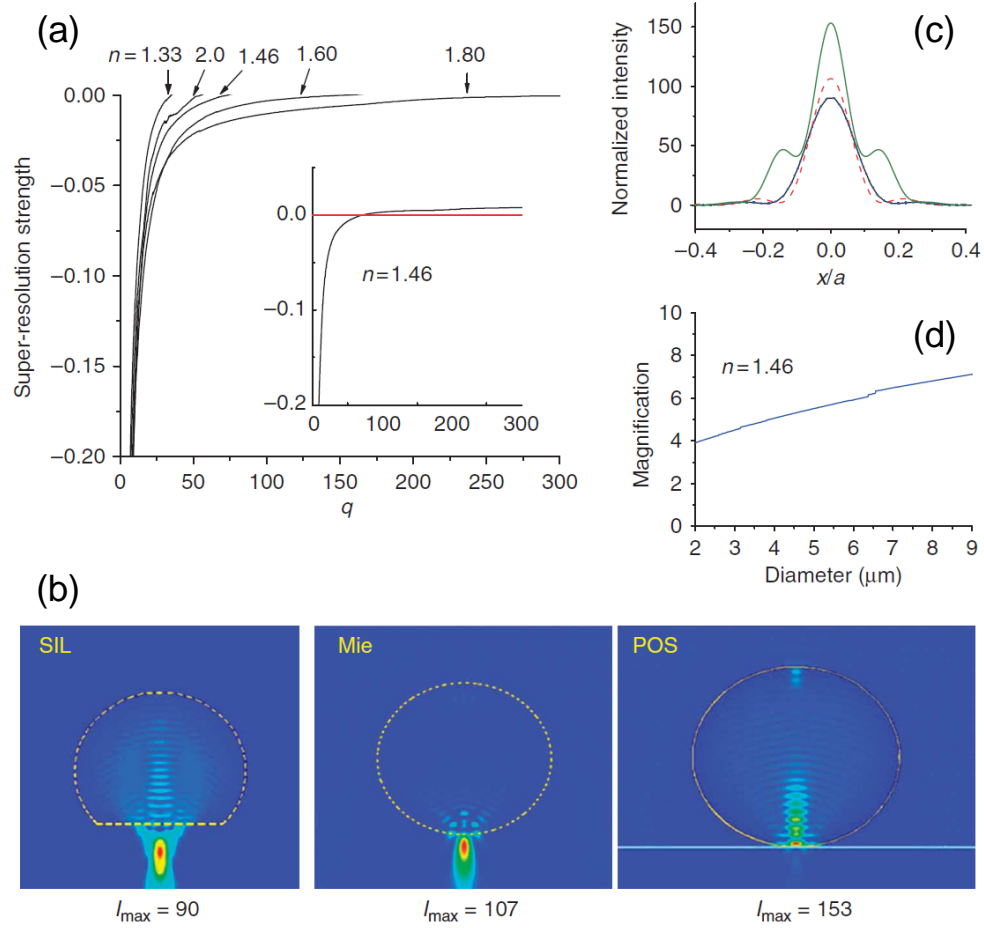 (a)
n = 1.33 2.0 1.46 1.60 1.80
0.00
−0.05
−0.10
−0.15
−0.20
Super-resolution strength
0 50 100 150 200 250 300
q
0.0
−0.1
−0.2
n = 1.46
0 150 300
(c)
150
100
50
0
Normalized intensity
−0.4 −0.2 0.0 0.2 0.4
x/a
(d)
10
8
6
4
2
0
n = 1.46
Magnification
2 3 4 5 6 7 8 9
Diameter (μm)
(b)
SIL Mie POS
Imax = 90 Imax = 107 Imax = 153